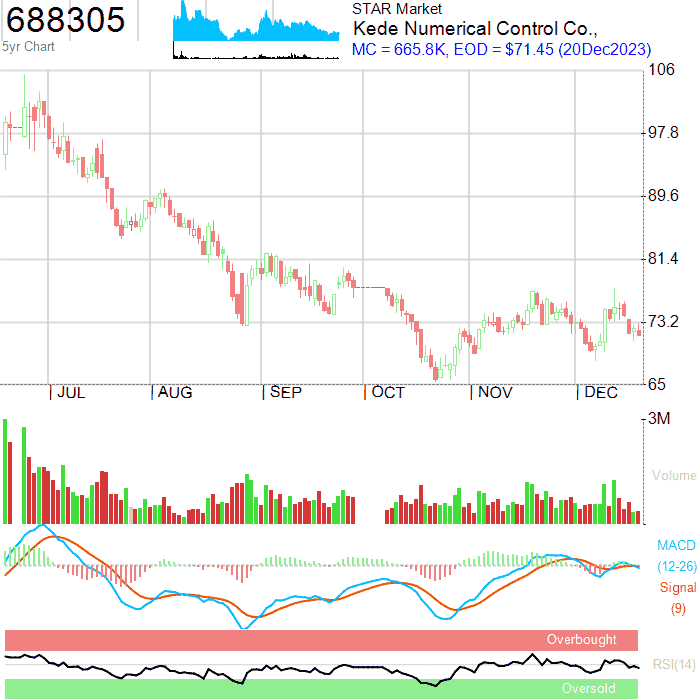 688305
5yr Chart
STAR Market
Kede Numerical Control Co.,
MC = 665.8K, EOD = $71.45 (20Dec2023)
106
97.8
89.6
81.4
73.2
65
JUL AUG SEP OCT NOV DEC
3M
Volume
MACD
(12-26)
Signal
(9)
Overbought
RSI(14)
Oversold